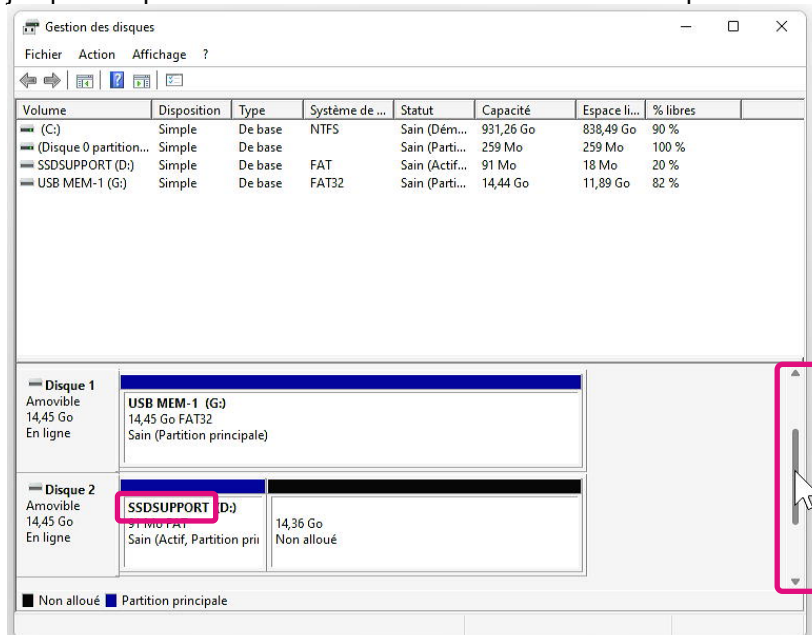 Gestion des disques
Fichier Action Affichage ?
Volume Disposition Type Système de ... Statut Capacité Espace li... % libres
(C:) Simple De base NTFS Sain (Dém... 931,26 Go 838,49 Go 90 %
(Disque 0 partition... Simple De base Sain (Parti... 259 Mo 259 Mo 100 %
SSDSUPPORT (D:) Simple De base FAT Sain (Actif... 91 Mo 18 Mo 20 %
USB MEM-1 (G:) Simple De base FAT32 Sain (Parti... 14,44 Go 11,89 Go 82 %
Disque 1
Amovible
14,45 Go
En ligne
USB MEM-1 (G:)
14,45 Go FAT32
Sain (Partition principale)
Disque 2
Amovible
14,45 Go
En ligne
SSDSUPPORT (D:)
91 Mo FAT
Sain (Actif, Partition pri
14,36 Go
Non alloué
Non alloué Partition principale